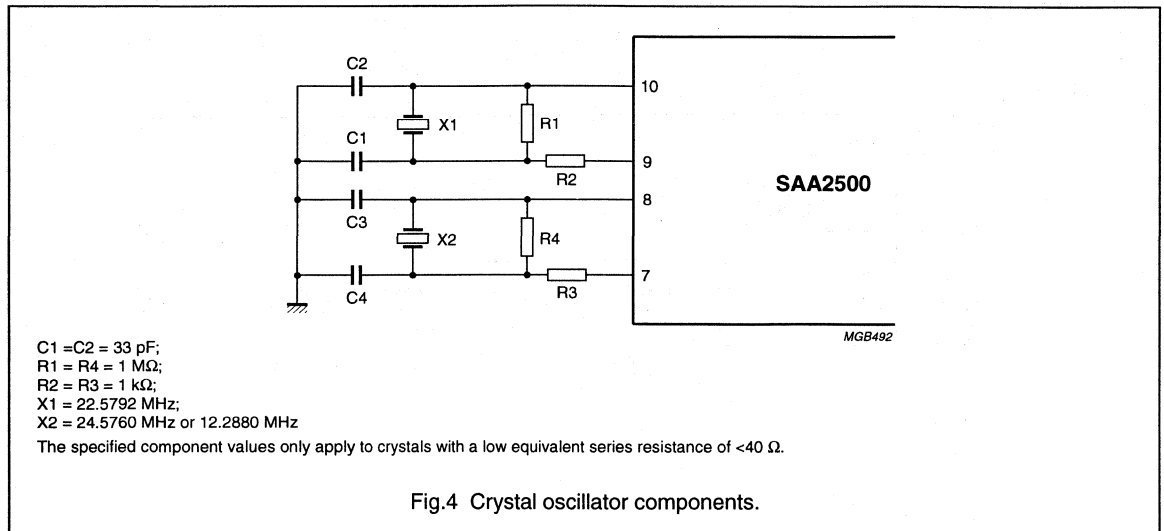 C2
10
X1
R1
C1
9
R2
SAA2500
8
C3
X2
R4
7
C4
R3
MGB492
C1 =C2 = 33 pF;
R1 = R4 = 1 MΩ;
R2 = R3 = 1 kΩ;
X1 = 22.5792 MHz;
X2 = 24.5760 MHz or 12.2880 MHz
The specified component values only apply to crystals with a low equivalent series resistance of <40 Ω.
Fig.4 Crystal oscillator components.